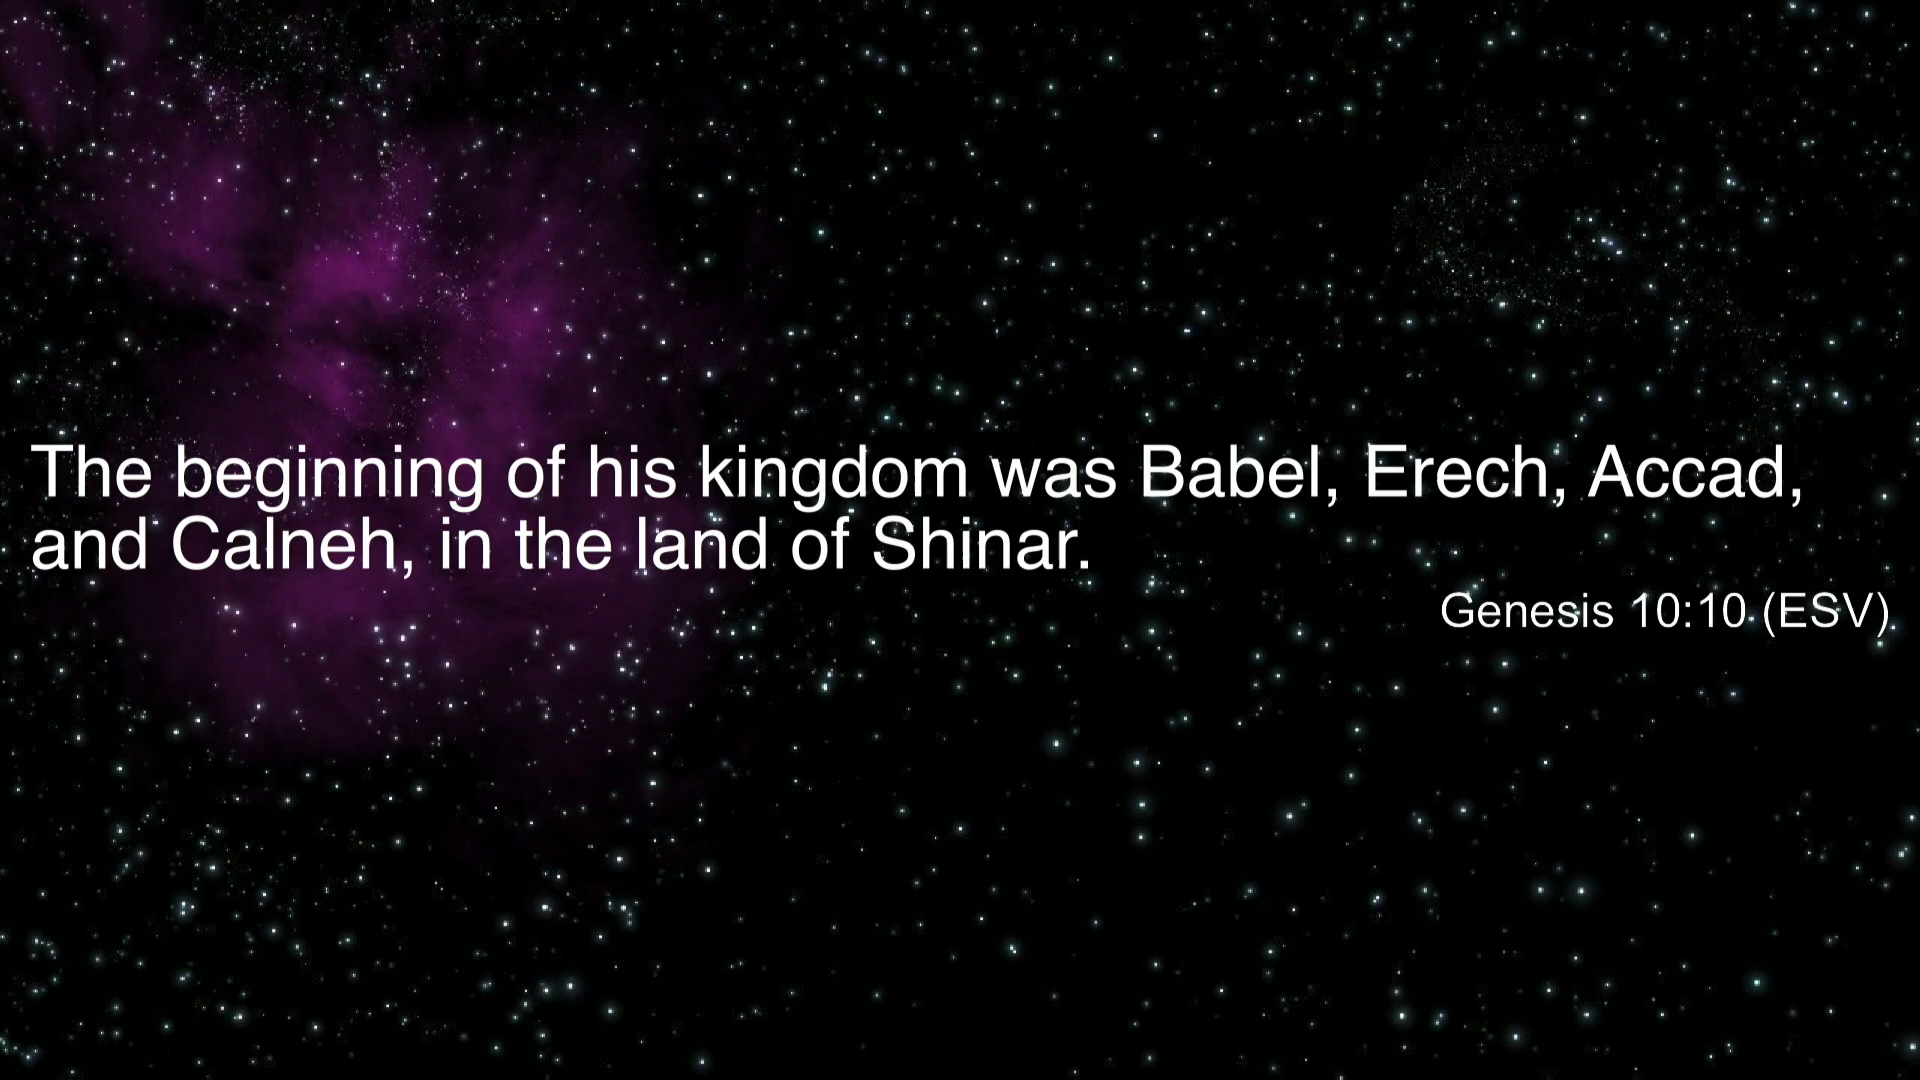 The beginning of his kingdom was Babel, Erech, Accad,
and Calneh, in the land of Shinar.
Genesis 10:10 (ESV)